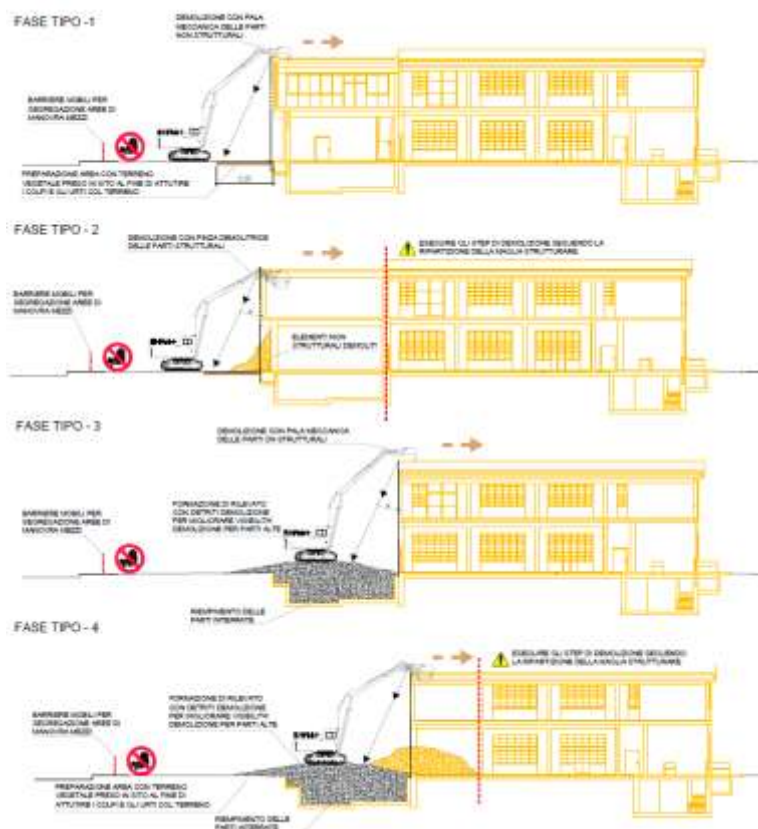 FASE TIPO -1
DEMOLIZIONE CON PALA
MECCANICA DELLE PARTI
NON STRUTTURALI
BARRIERE MOBILI PER
SEGREGAZIONE AREE DI
MANOVRA MEZZI
PREPARAZIONE AREA CON TERRENO
VEGETALE PRESO IN SITO AL FINE DI ATTUTIRE
I COLPI E GLI URTI COL TERRENO
FASE TIPO - 2
DEMOLIZIONE CON PINZA DEMOLITRICE
DELLE PARTI STRUTTURALI
ESEGUIRE GLI STEP DI DEMOLIZIONE SEGUENDO LA
RIPARTIZIONE DELLA MAGLIA STRUTTURARE
BARRIERE MOBILI PER
SEGREGAZIONE AREE DI
MANOVRA MEZZI
ELEMENTI NON
STRUTTURALI DEMOLITI
FASE TIPO - 3
DEMOLIZIONE CON PALA MECCANICA
DELLE PARTI ON STRUTTURALI
FORMAZIONE DI RILEVATO
CON DETRITI DEMOLIZIONE
PER MIGLIORARE VISIBILITÀ
DEMOLIZIONE PER PARTI ALTE
BARRIERE MOBILI PER
SEGREGAZIONE AREE DI
MANOVRA MEZZI
RIEMPIMENTO DELLE
PARTI INTERRATE
FASE TIPO - 4
ESEGUIRE GLI STEP DI DEMOLIZIONE SEGUENDO
LA RIPARTIZIONE DELLA MAGLIA STRUTTURARE
FORMAZIONE DI RILEVATO
CON DETRITI DEMOLIZIONE
PER MIGLIORARE VISIBILITÀ
DEMOLIZIONE PER PARTI ALTE
BARRIERE MOBILI PER
SEGREGAZIONE AREE DI
MANOVRA MEZZI
PREPARAZIONE AREA CON TERRENO
VEGETALE PRESO IN SITO AL FINE DI
ATTUTIRE I COLPI E GLI URTI COL TERRENO
RIEMPIMENTO DELLE
PARTI INTERRATE